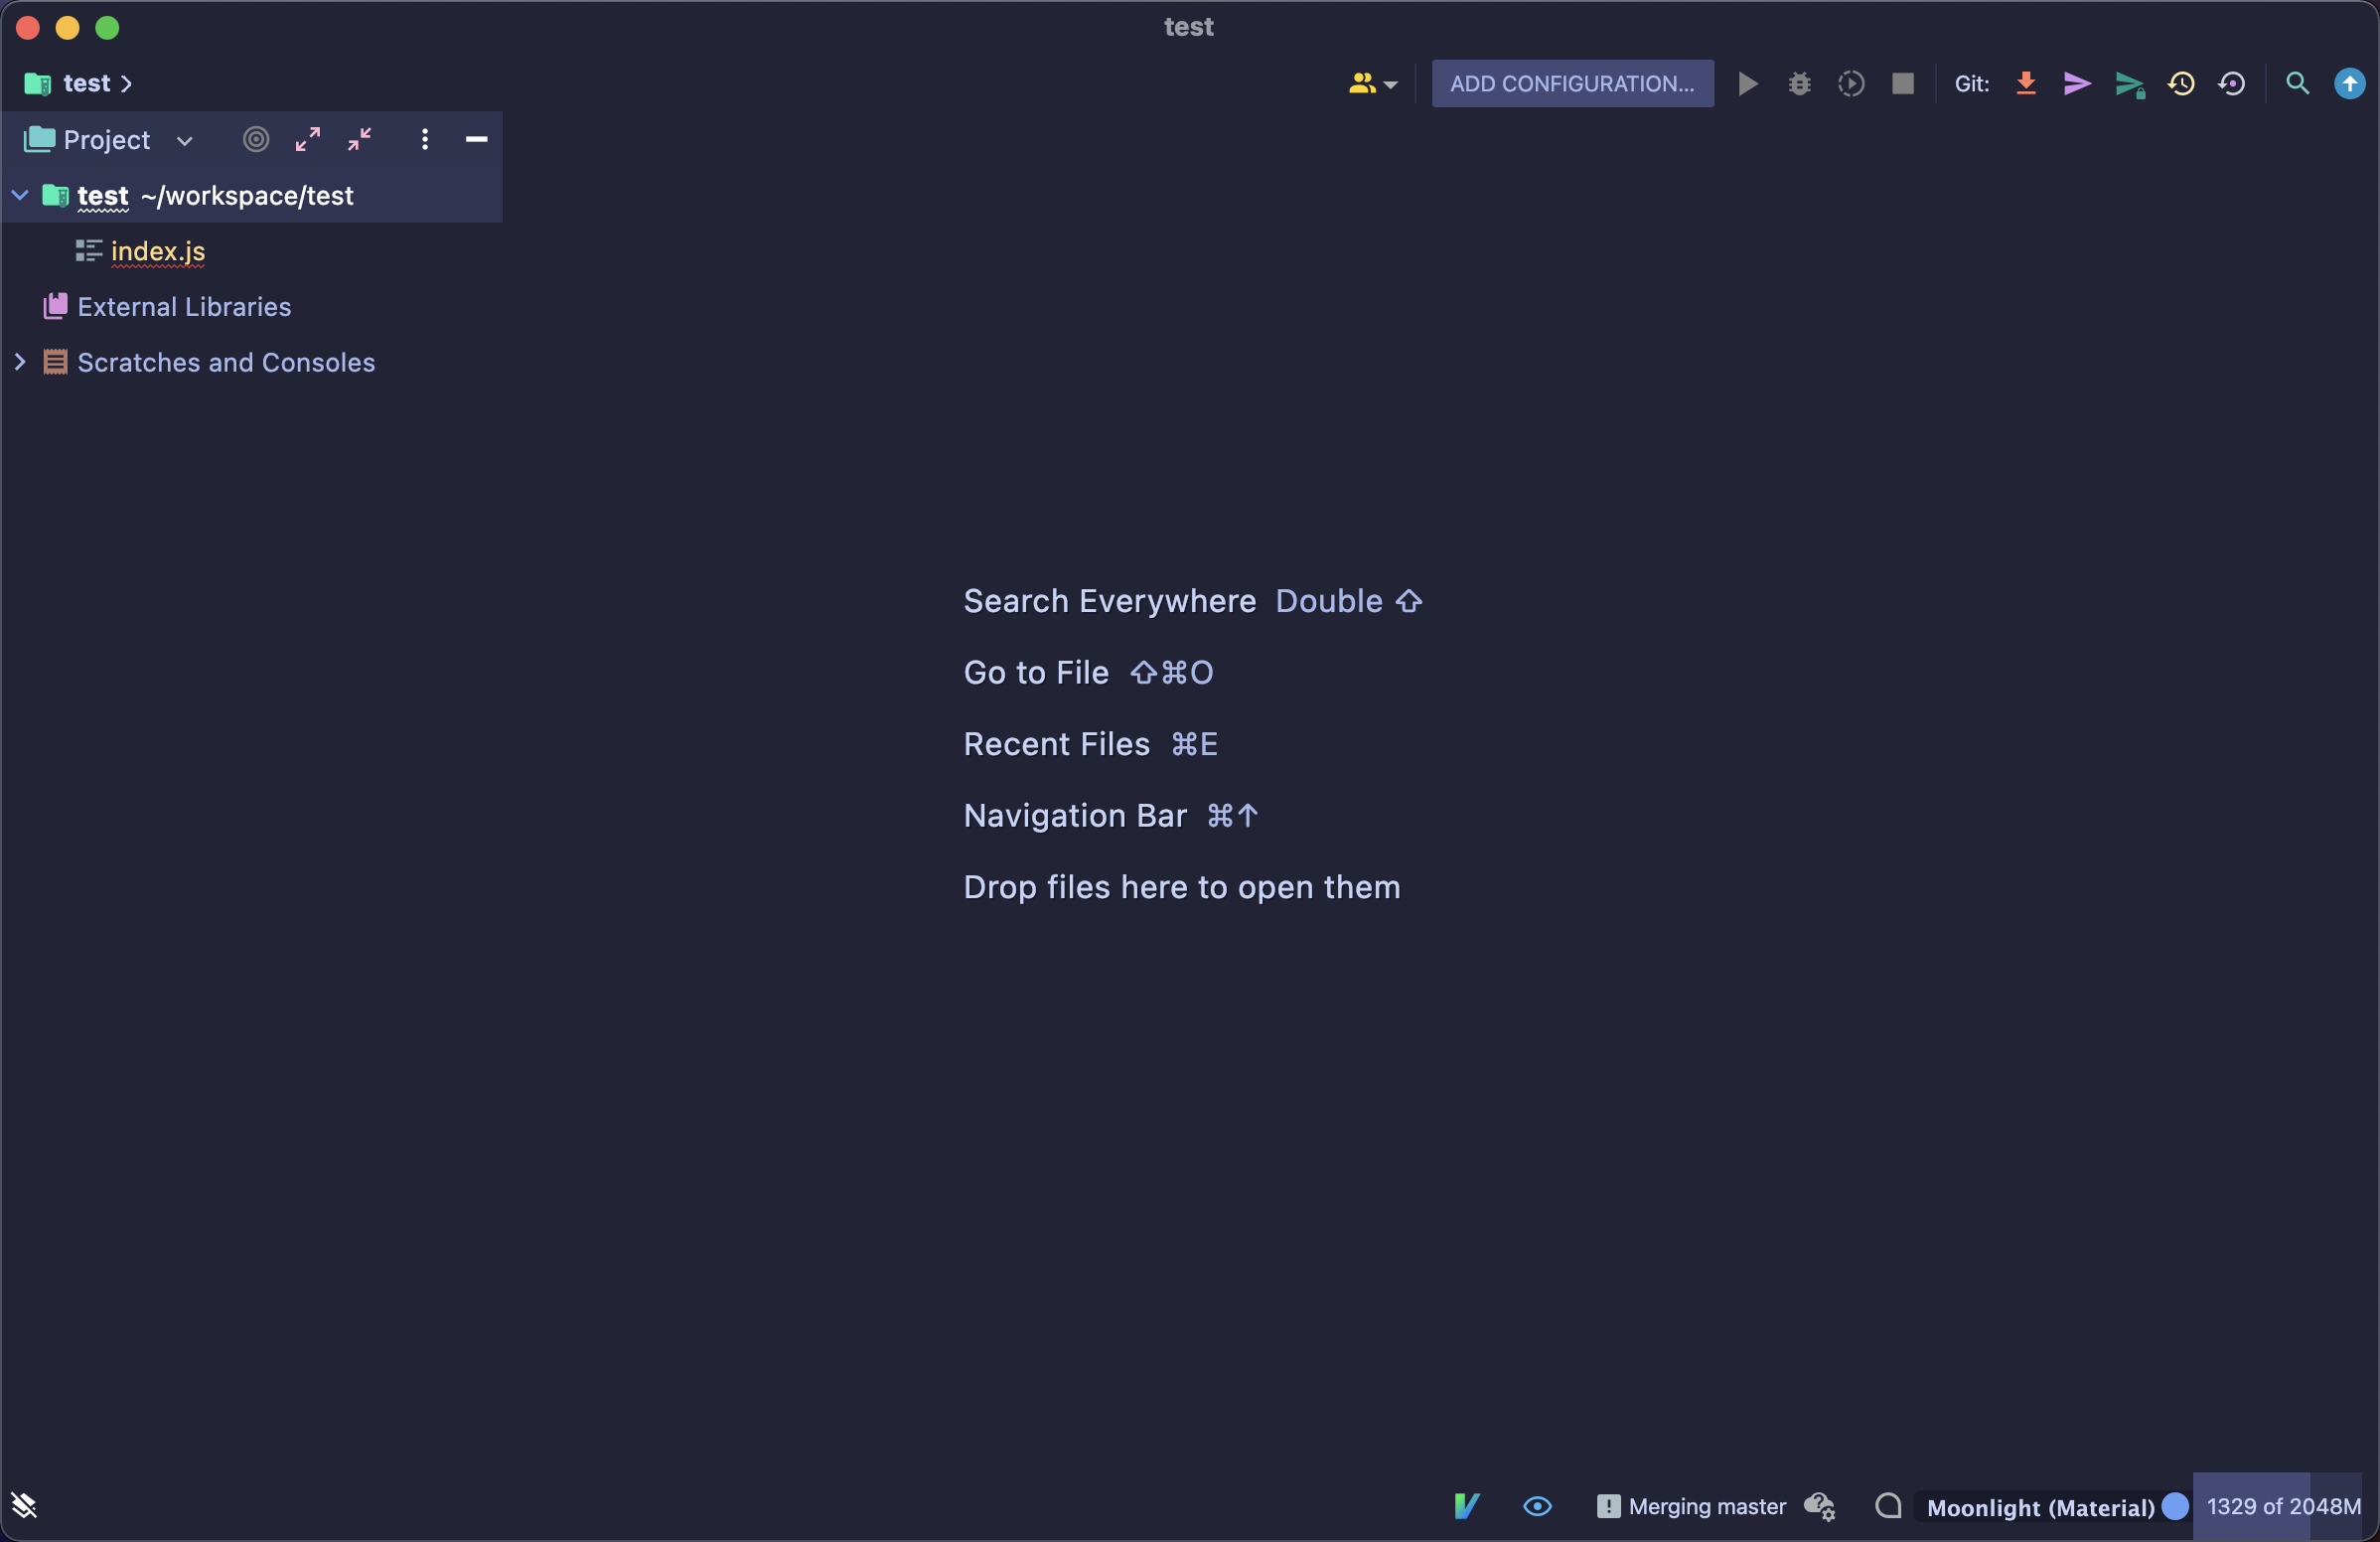 test
test
ADD CONFIGURATION...
Git:
Project
test ~/workspace/test
index.js
External Libraries
Scratches and Consoles
Search Everywhere Double ⇧
Go to File ⇧⌘O
Recent Files ⌘E
Navigation Bar ⌘↑
Drop files here to open them
Merging master
Moonlight (Material)
1329 of 2048M